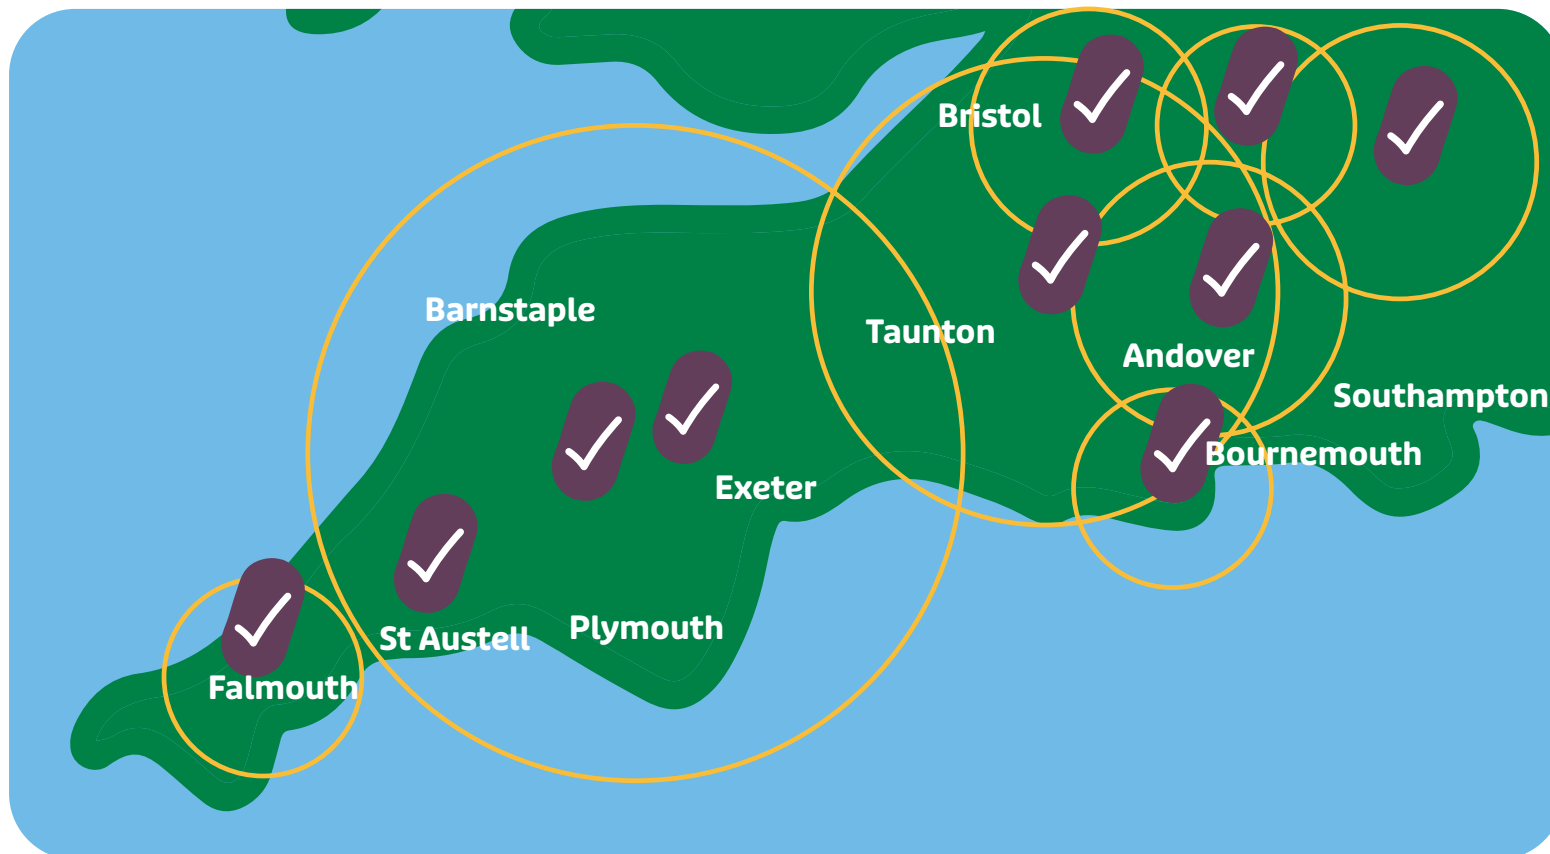 Bristol
Barnstaple
Taunton
Andover
Southampton
Bournemouth
Exeter
Plymouth
St Austell
Falmouth